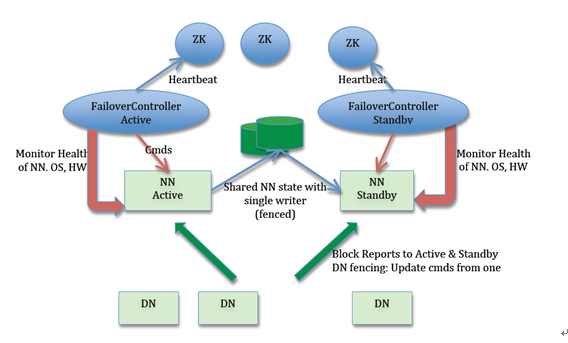 ZK
ZK
ZK
Heartbeat
Heartbeat
FailoverController
Active
FailoverController
Standby
Cmds
Monitor Health
of NN. OS, HW
Monitor Health
of NN. OS, HW
NN
Active
Shared NN state with
single writer
(fenced)
NN
Standby
Block Reports to Active & Standby
DN fencing: Update cmds from one
DN
DN
DN